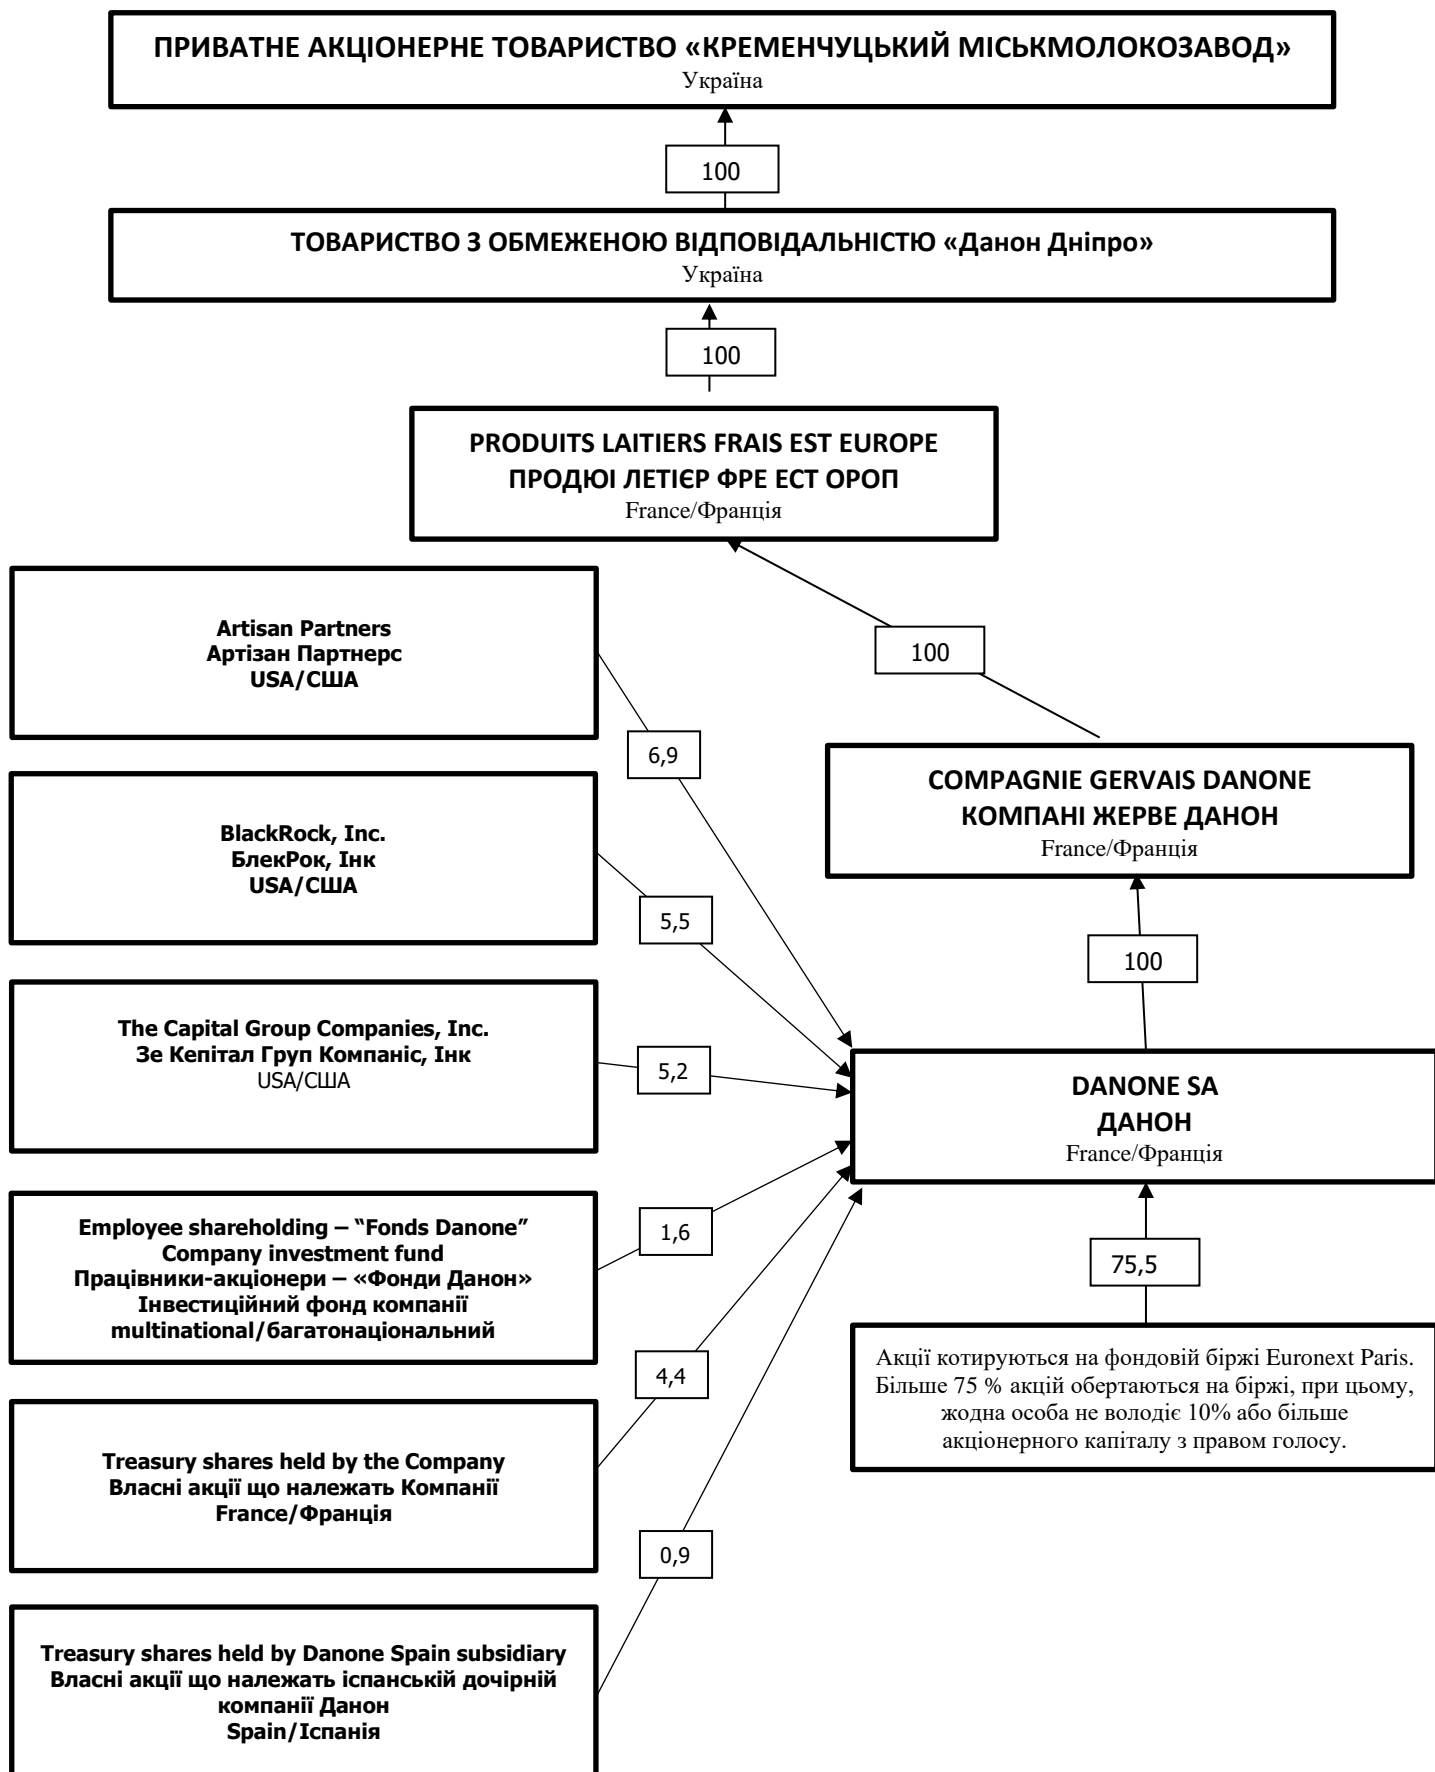 ПРИВАТНЕ АКЦІОНЕРНЕ ТОВАРИСТВО «КРЕМЕНЧУЦЬКИЙ МІСЬКМОЛОКОЗАВОД»
Україна
100
ТОВАРИСТВО З ОБМЕЖЕНОЮ ВІДПОВІДАЛЬНІСТЮ «Данон Дніпро»
Україна
100
PRODUITS LAITIERS FRAIS EST EUROPE
ПРОДЮІ ЛЕТІЄР ФРЕ ЕСТ ОРОП
France/Франція
100
Artisan Partners
Артізан Партнерс
USA/США
6,9
COMPAGNIE GERVAIS DANONE
КОМПАНІ ЖЕРВЕ ДАНОН
France/Франція
BlackRock, Inc.
БлекРок, Інк
USA/США
5,5
100
The Capital Group Companies, Inc.
Зе Кепітал Груп Компаніс, Інк
USA/США
5,2
DANONE SA
ДАНОН
France/Франція
Employee shareholding – “Fonds Danone”
Company investment fund
Працівники-акціонери – «Фонди Данон»
Інвестиційний фонд компанії
multinational/багатонаціональний
1,6
75,5
Акції котируються на фондовій біржі Euronext Paris.
Більше 75 % акцій обертаються на біржі, при цьому,
жодна особа не володіє 10% або більше
акціонерного капіталу з правом голосу.
4,4
Treasury shares held by the Company
Власні акції що належать Компанії
France/Франція
0,9
Treasury shares held by Danone Spain subsidiary
Власні акції що належать іспанській дочірній
компанії Данон
Spain/Іспанія